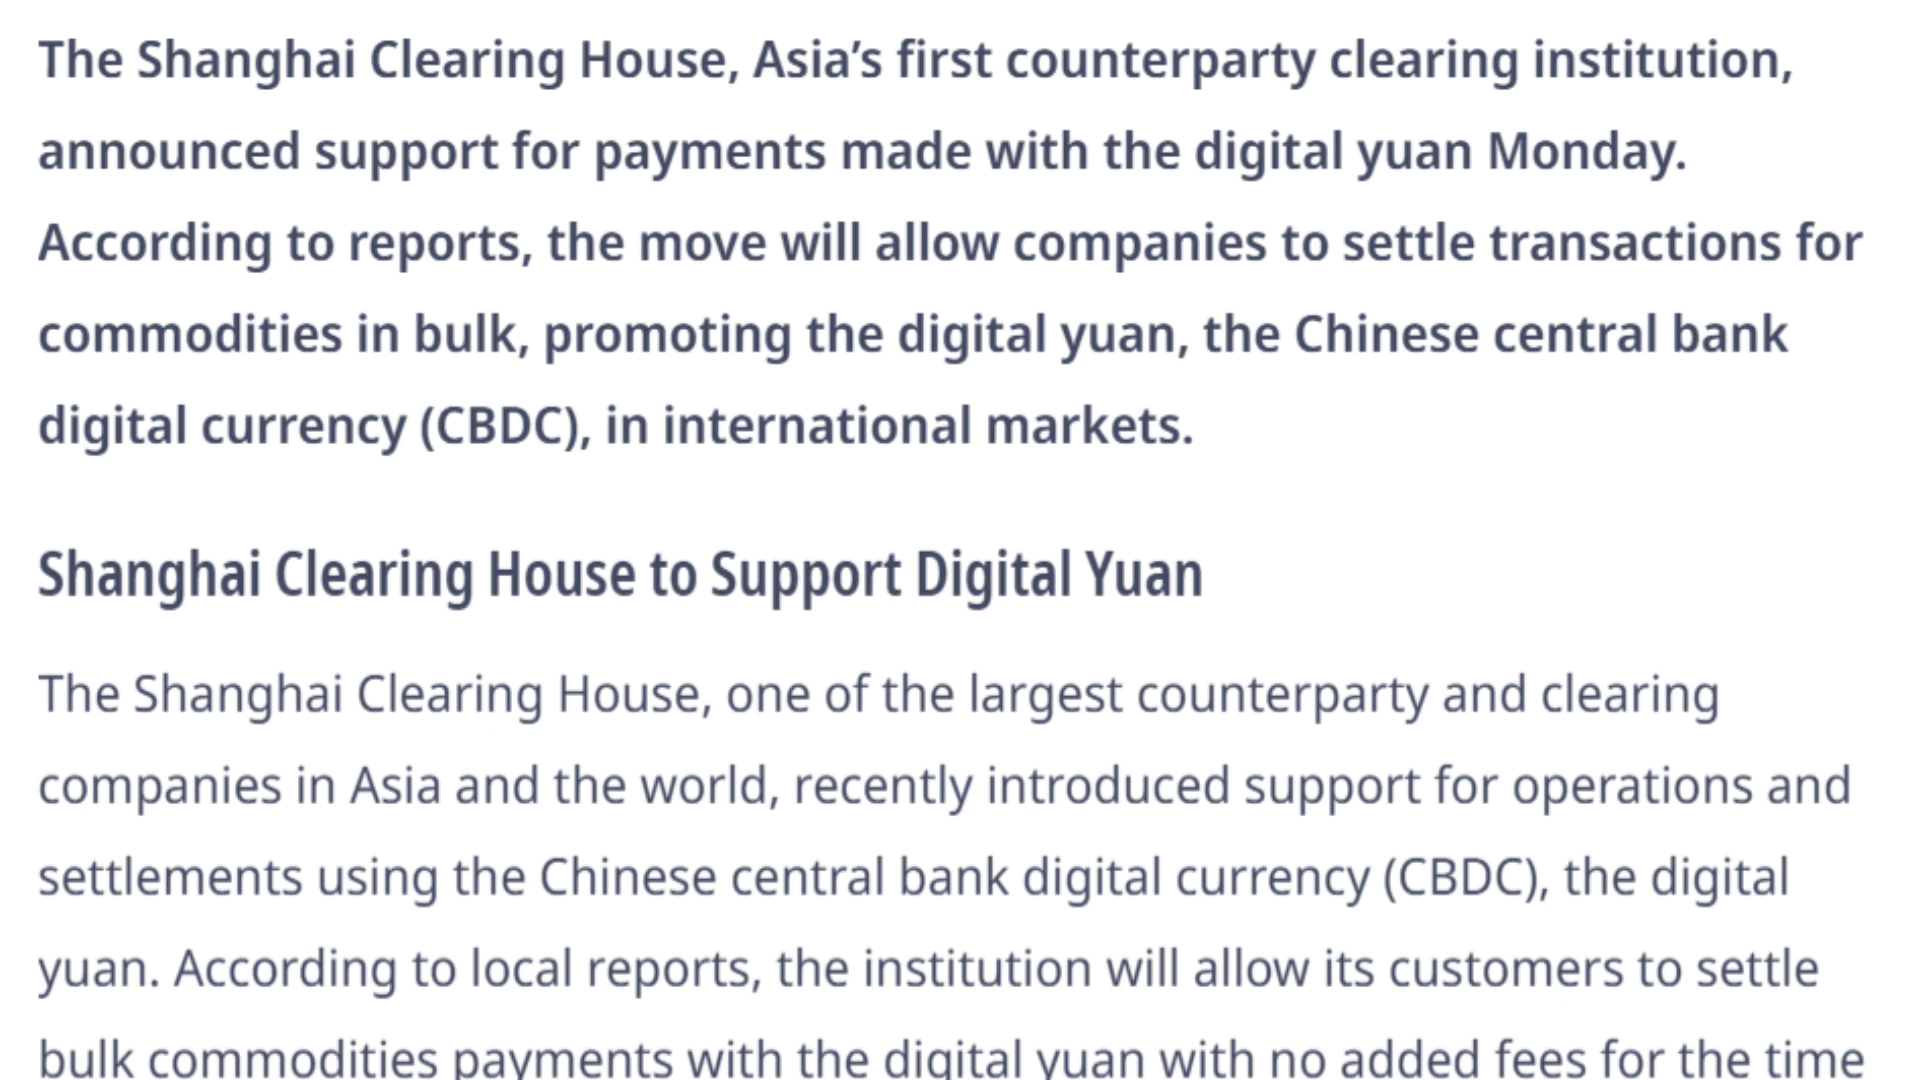 The Shanghai Clearing House, Asia’s first counterparty clearing institution,
announced support for payments made with the digital yuan Monday.
According to reports, the move will allow companies to settle transactions for
commodities in bulk, promoting the digital yuan, the Chinese central bank
digital currency (CBDC), in international markets.
Shanghai Clearing House to Support Digital Yuan
The Shanghai Clearing House, one of the largest counterparty and clearing
companies in Asia and the world, recently introduced support for operations and
settlements using the Chinese central bank digital currency (CBDC), the digital
yuan. According to local reports, the institution will allow its customers to settle
bulk commodities payments with the digital yuan with no added fees for the time